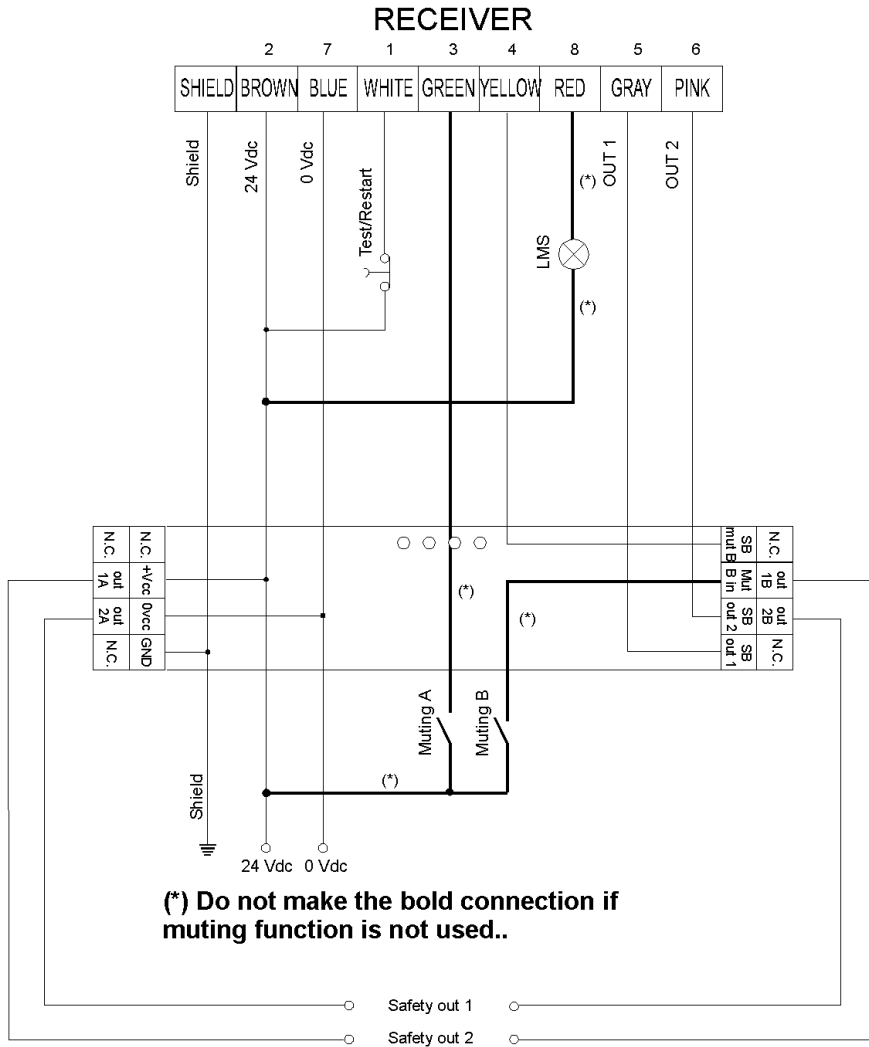 RECEIVER
2 7 1 3 4 8 5 6
SHIELD BROWN BLUE WHITE GREEN YELLOW RED GRAY PINK
Shield
24 Vdc
0 Vdc
Test/Restart
(*)
LMS
(*)
OUT 1
OUT 2
N.C. N.C.
out 1A +Vcc
out 2A 0vcc
N.C. GND
SB mut B N.C.
Mut B in out 1B
SB out 2 out 2B
SB out 1 N.C.
(*)
(*)
Muting A
Muting B
(*)
Shield
24 Vdc 0 Vdc
(*) Do not make the bold connection if
muting function is not used..
Safety out 1
Safety out 2